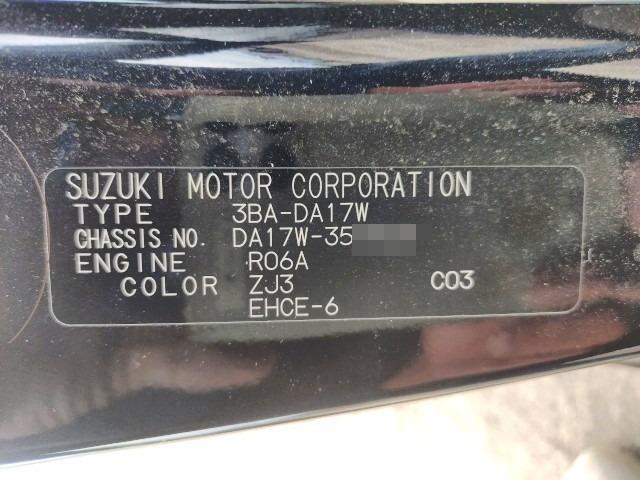 SUZUKI MOTOR CORPORATION
TYPE 3BA-DA17W
CHASSIS NO. DA17W-35
ENGINE R06A
COLOR ZJ3 C03
EHCE-6